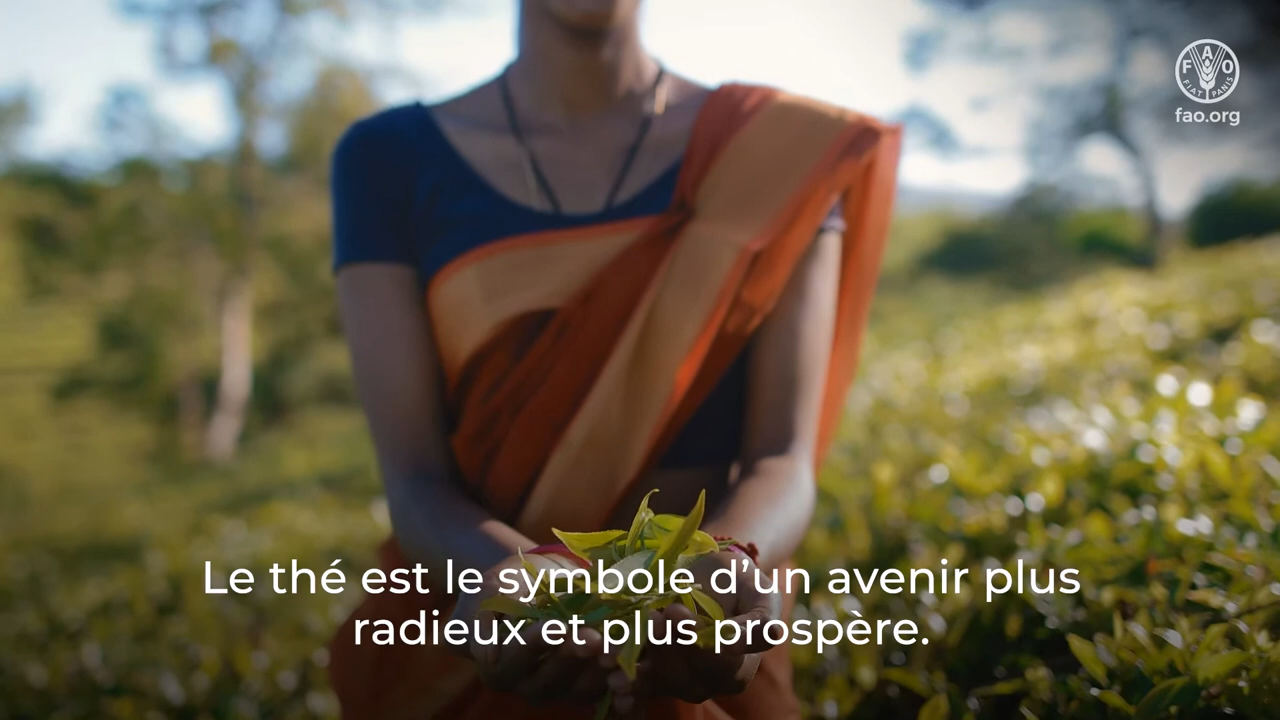 FAO
FIAT PANIS
fao.org
Le thé est le symbole d’un avenir plus
radieux et plus prospère.